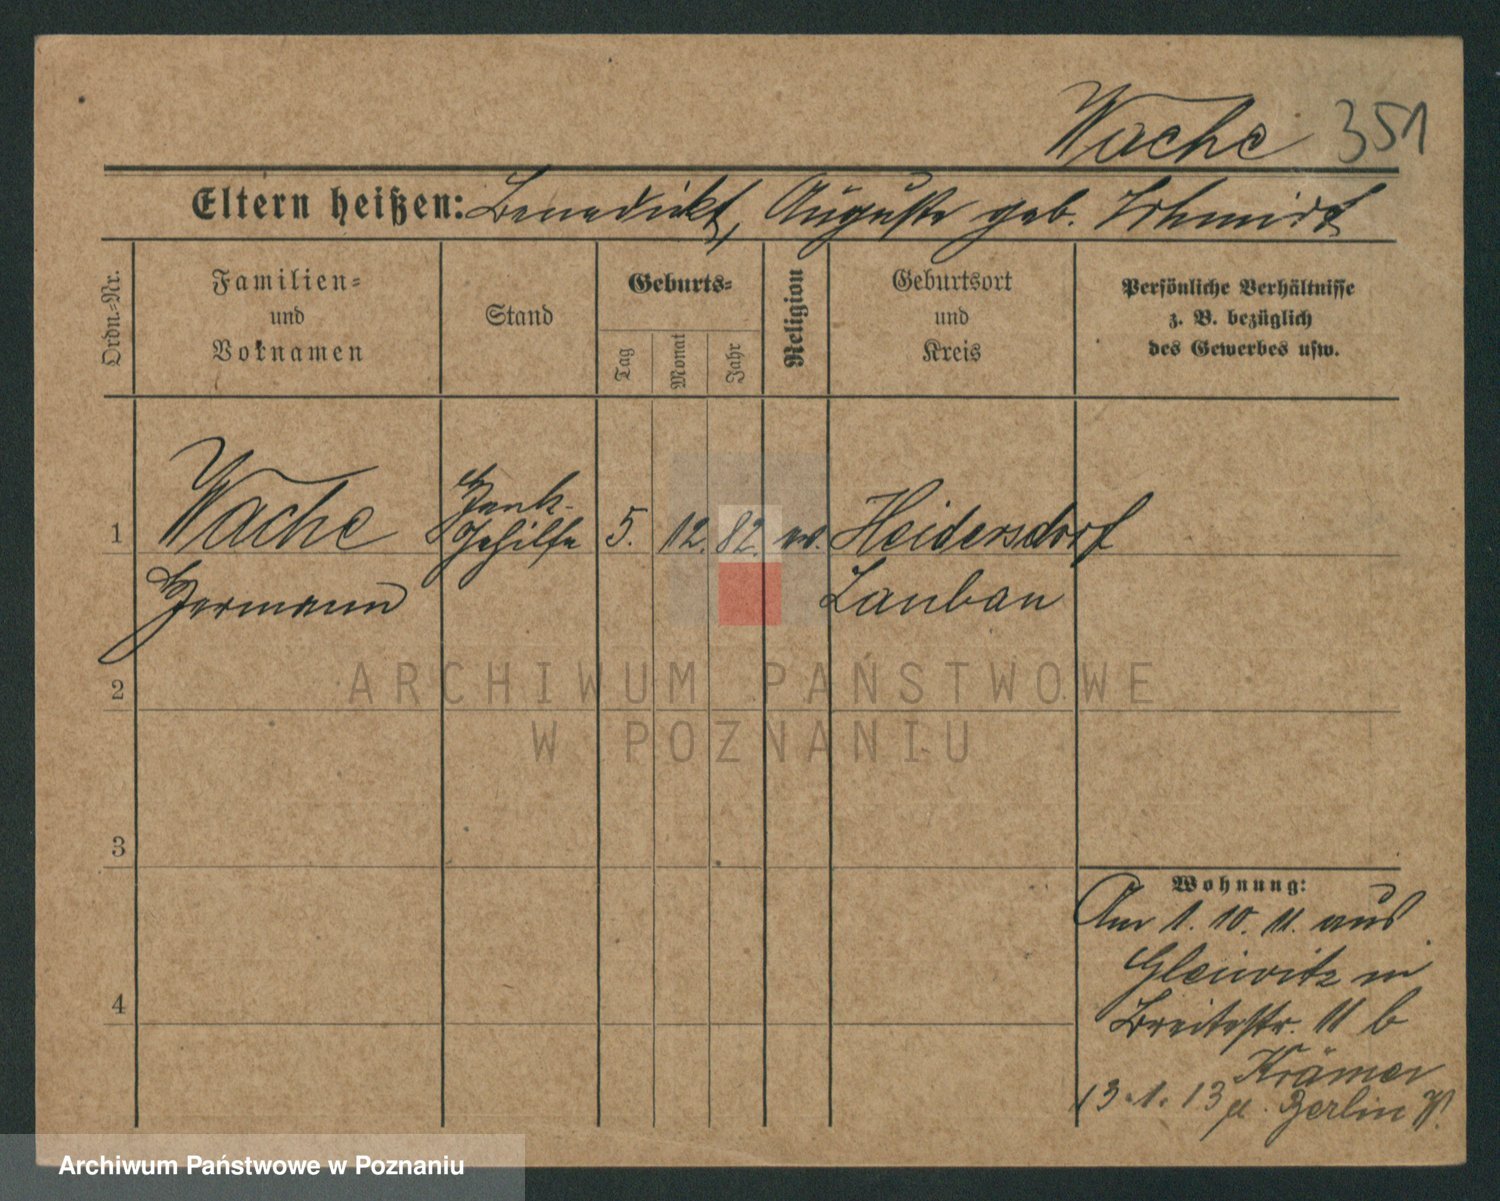 Wache 351
Eltern heißen: Benedikt, Auguste geb. Schmidt
Ordn.-Nr.
Familien-
und
Vornamen
Stand
Geburts-
Tag
Monat
Jahr
Religion
Geburtsort
und
Kreis
Persönliche Verhältnisse
z. B. bezüglich
des Gewerbes usw.
1
Wache
Hermann
Bank-
Gehilfe
5. 12. 82. ev.
Heidersdorf
Lauban
2
3
4
Wohnung:
Am 1. 10. 11. aus
Gleiwitz in
Breitestr. 11 b
Krämer
13.1.13 Berlin W.
ARCHIWUM PAŃSTWOWE
W POZNANIU
Archiwum Państwowe w Poznaniu